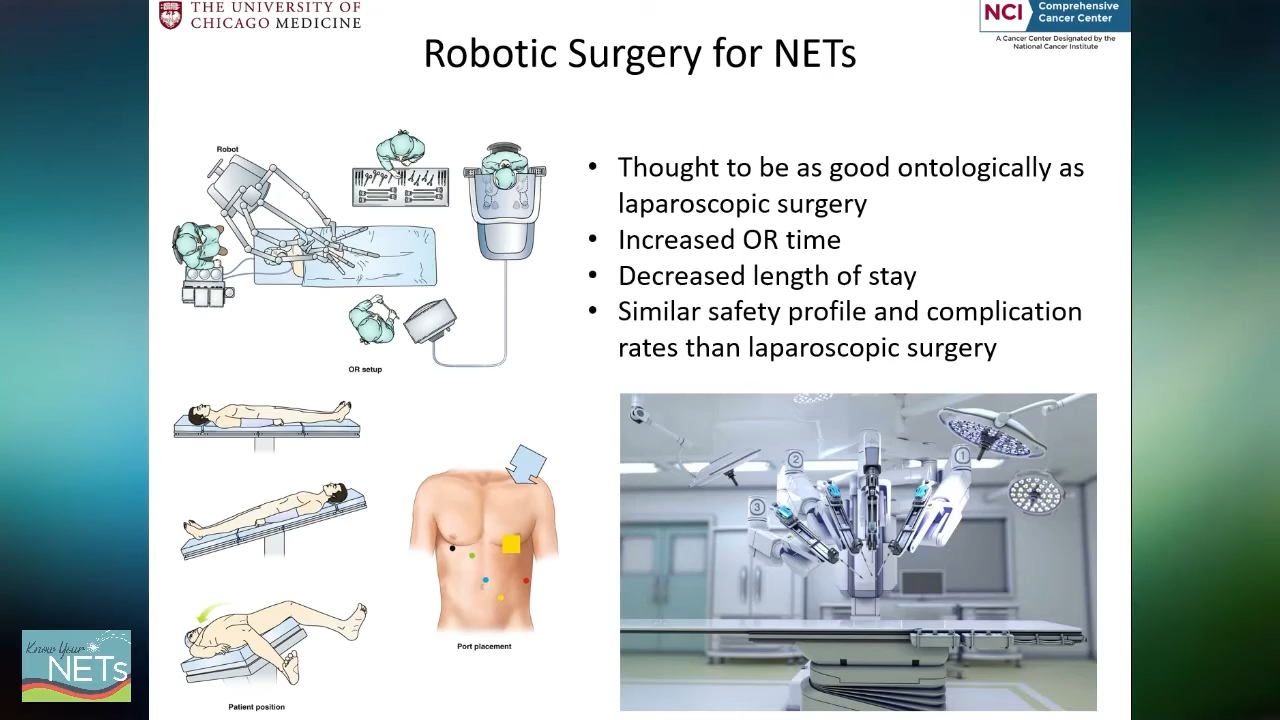 THE UNIVERSITY OF
CHICAGO MEDICINE
NCI
Comprehensive
Cancer Center
A Cancer Center Designated by the
National Cancer Institute
Robotic Surgery for NETs
Robot
OR setup
• Thought to be as good ontologically as
laparoscopic surgery
• Increased OR time
• Decreased length of stay
• Similar safety profile and complication
rates than laparoscopic surgery
Port placement
Patient position
1
2
3
Know Your
NETs